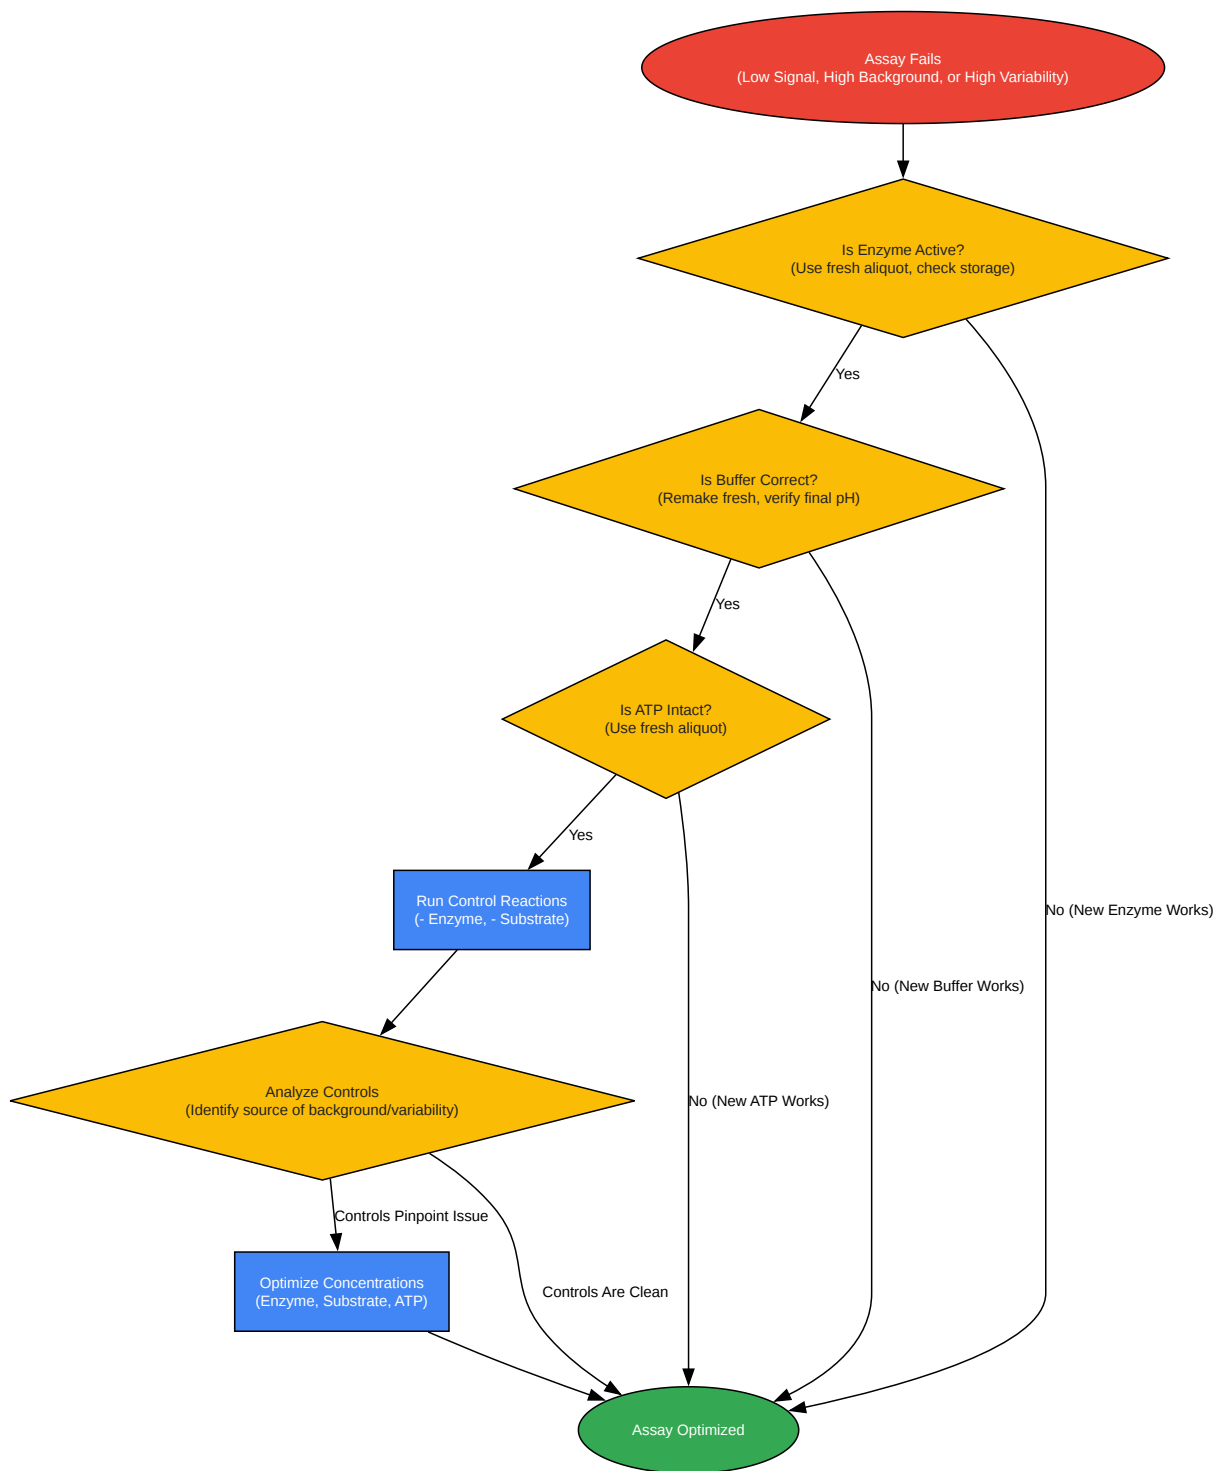 Assay Fails
(Low Signal, High Background, or High Variability)
Is Enzyme Active?
(Use fresh aliquot, check storage)
Yes
Is Buffer Correct?
(Remake fresh, verify final pH)
Yes
Is ATP Intact?
(Use fresh aliquot)
Yes
Run Control Reactions
(- Enzyme, - Substrate)
No (New Enzyme Works)
No (New Buffer Works)
Analyze Controls
(Identify source of background/variability)
No (New ATP Works)
Controls Pinpoint Issue
Optimize Concentrations
(Enzyme, Substrate, ATP)
Controls Are Clean
Assay Optimized